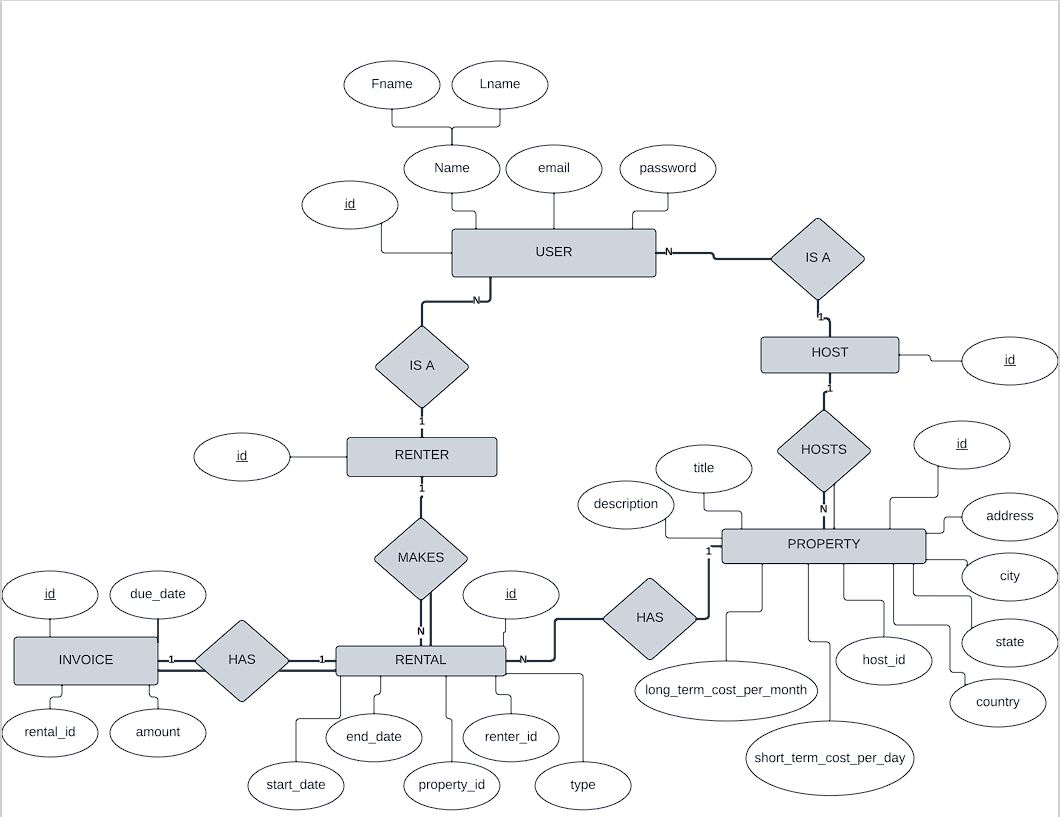 Fname
Lname
Name
email
password
id
USER
N
IS A
N
1
IS A
HOST
id
1
1
id
RENTER
HOSTS
id
1
title
description
N
address
MAKES
PROPERTY
1
city
id
due_date
id
HAS
N
state
INVOICE
1
HAS
1
RENTAL
N
host_id
long_term_cost_per_month
country
rental_id
amount
end_date
renter_id
short_term_cost_per_day
start_date
property_id
type